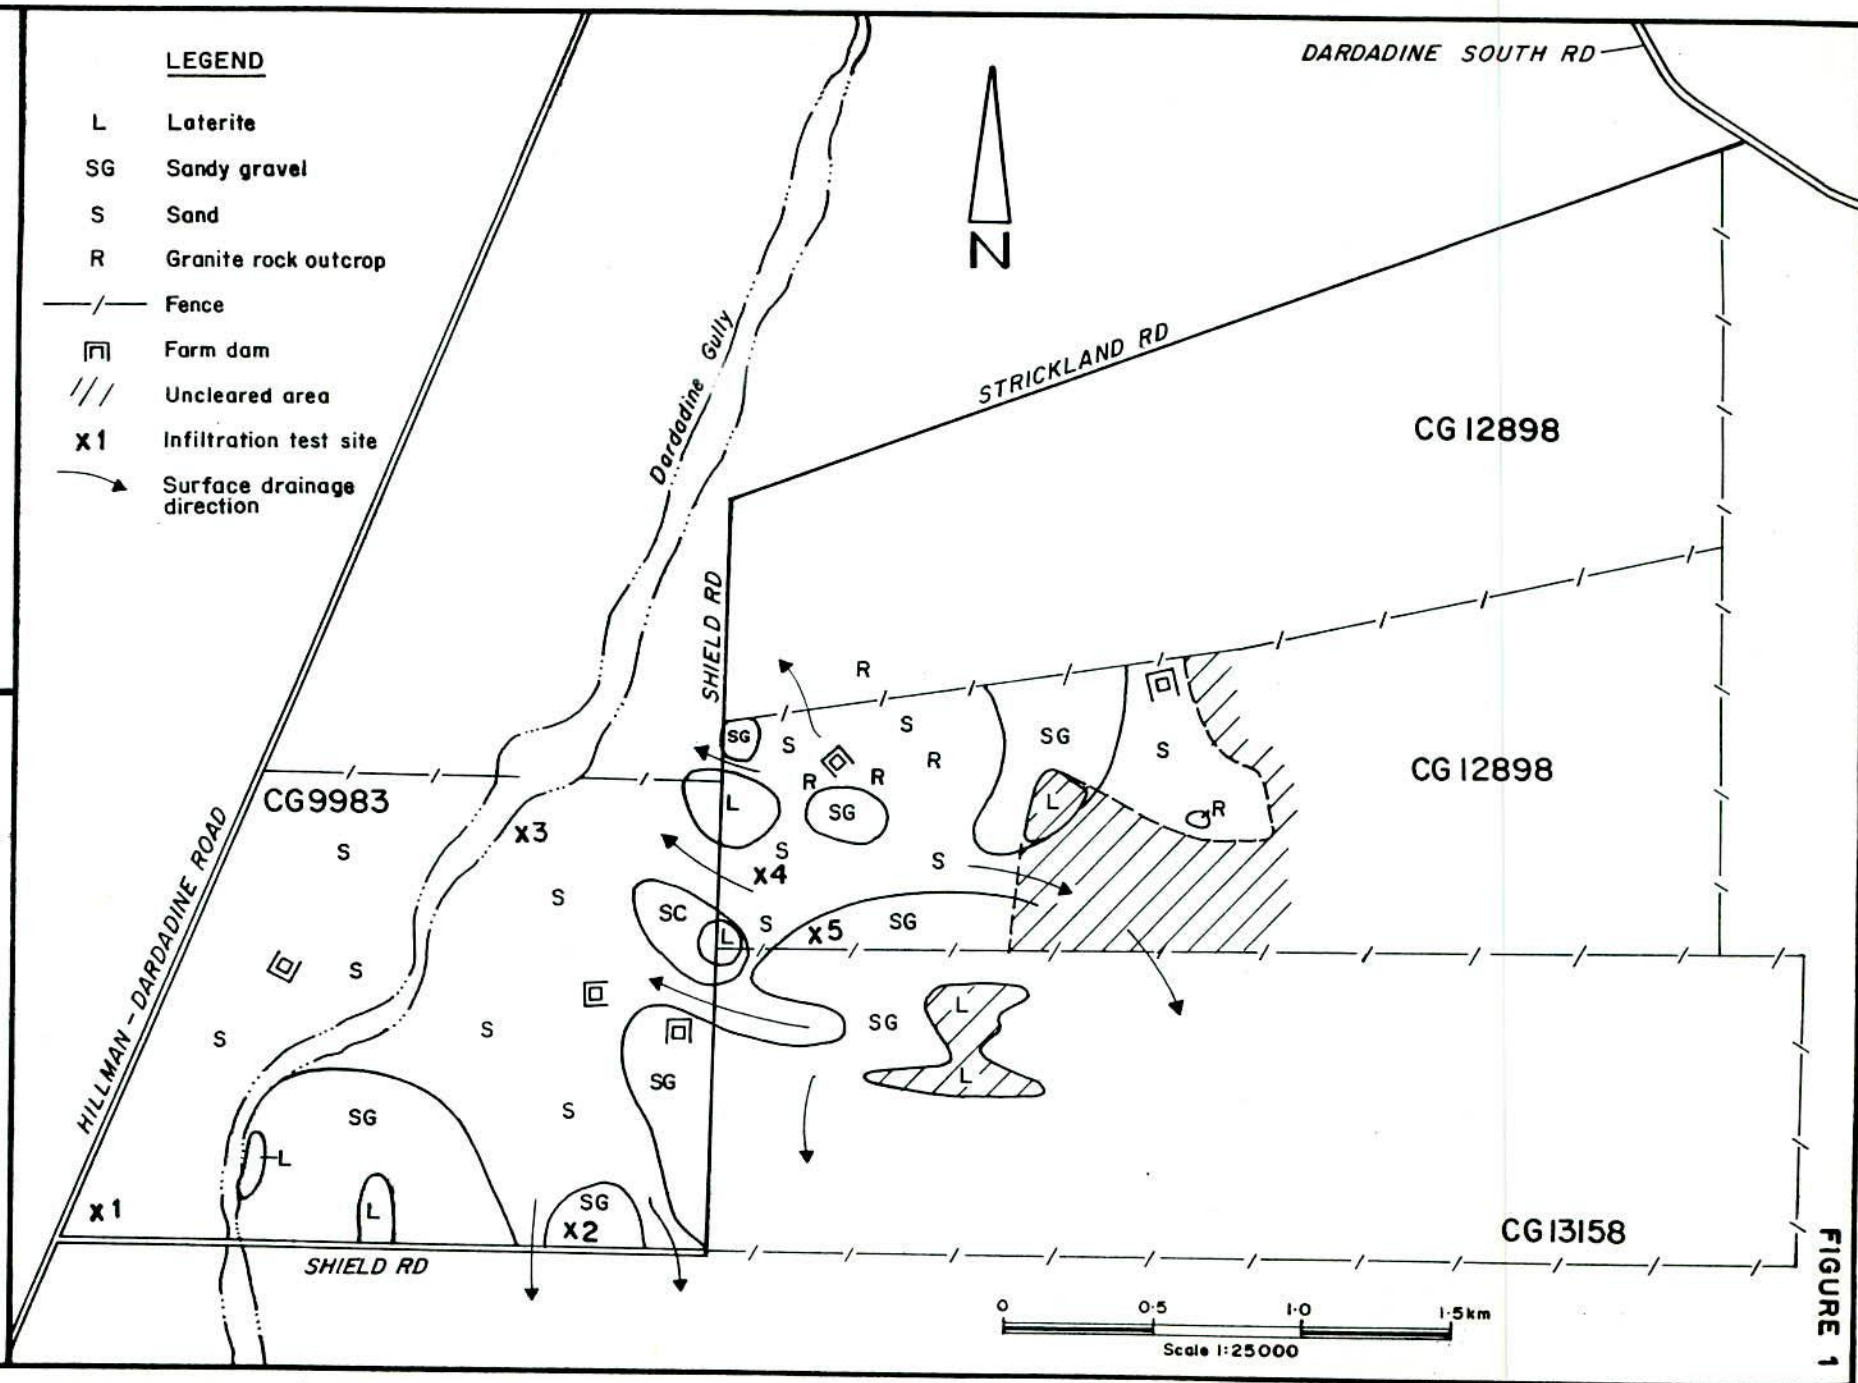 LEGEND
L Laterite
SG Sandy gravel
S Sand
R Granite rock outcrop
Fence
Farm dam
Uncleared area
x1 Infiltration test site
Surface drainage
direction
DARDADINE SOUTH RD
N
Dardadine Gully
STRICKLAND RD
CG 12898
SHIELD RD
R
S
SG
S
SG
S
R
CG 12898
R
R
CG9983
L
SG
L
R
x3
S
S
x4
S
S
SC
S
SG
L
x5
HILLMAN - DARDADINE ROAD
S
L
SG
S
S
L
SG
S
SG
L
SG
L
x1
x2
CG13158
SHIELD RD
0 0·5 1·0 1·5km
Scale 1:25000
FIGURE 1